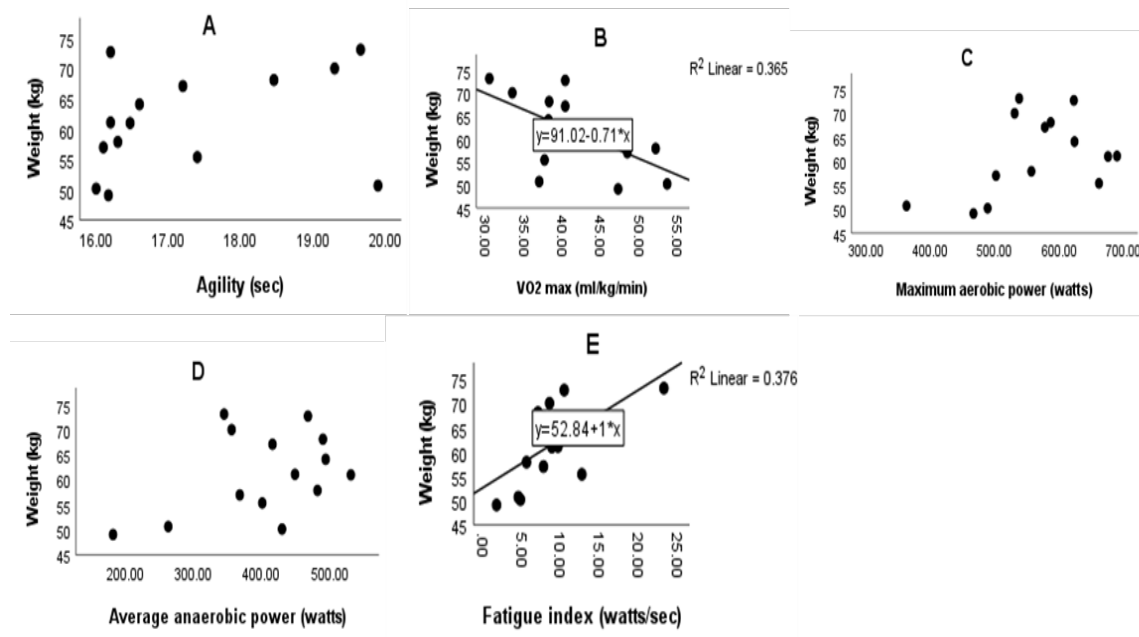 A
Weight (kg)
75
70
65
60
55
50
45
16.00 17.00 18.00 19.00 20.00
Agility (sec)
B
R² Linear = 0.365
Weight (kg)
75
70
65
60
55
50
45
y=91.02-0.71*x
30.00 35.00 40.00 45.00 50.00 55.00
VO2 max (ml/kg/min)
C
Weight (kg)
75
70
65
60
55
50
45
300.00 400.00 500.00 600.00 700.00
Maximum aerobic power (watts)
D
Weight (kg)
75
70
65
60
55
50
45
200.00 300.00 400.00 500.00
Average anaerobic power (watts)
E
R² Linear = 0.376
Weight (kg)
75
70
65
60
55
50
45
y=52.84+1*x
.00 5.00 10.00 15.00 20.00 25.00
Fatigue index (watts/sec)